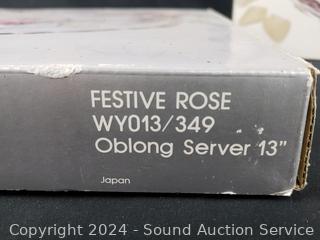 FESTIVE ROSE
WY013/349
Oblong Server 13"
Japan
Copyright 2024 - Sound Auction Service